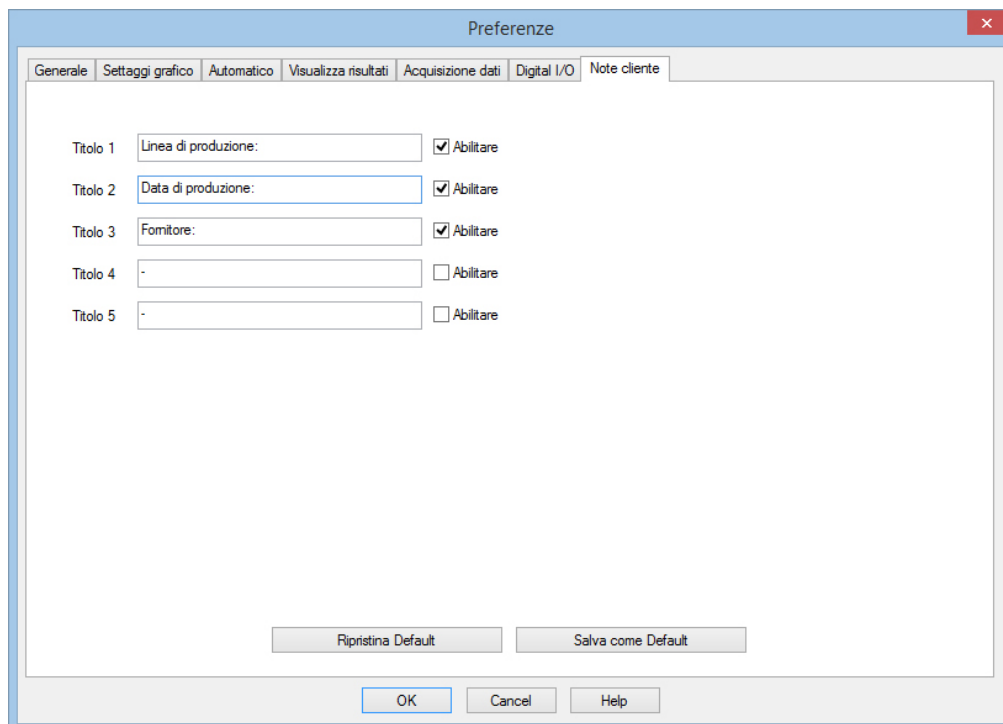 Preferenze
Generale Settaggi grafico Automatico Visualizza risultati Acquisizione dati Digital I/O Note cliente
Titolo 1 Linea di produzione: Abilitare
Titolo 2 Data di produzione: Abilitare
Titolo 3 Fornitore: Abilitare
Titolo 4 - Abilitare
Titolo 5 - Abilitare
Ripristina Default Salva come Default
OK Cancel Help